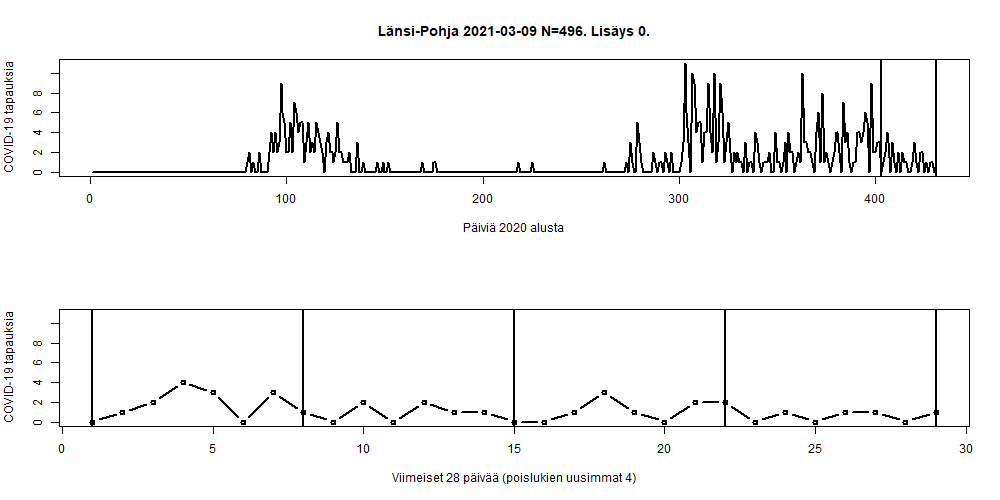 Länsi-Pohja 2021-03-09 N=496. Lisäys 0.
COVID-19 tapauksia
8
6
4
2
0
0 100 200 300 400
Päiviä 2020 alusta
COVID-19 tapauksia
8
6
4
2
0
0 5 10 15 20 25 30
Viimeiset 28 päivää (poislukien uusimmat 4)